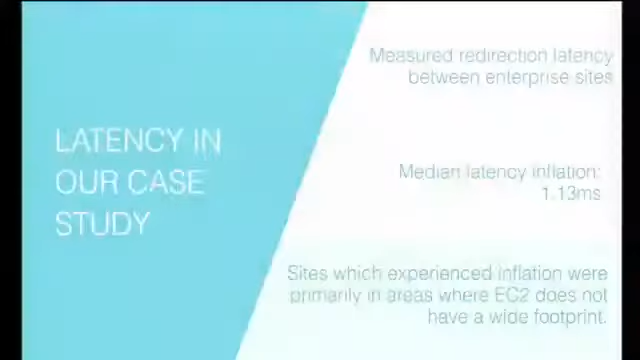 LATENCY IN
OUR CASE
STUDY
Measured redirection latency
between enterprise sites
Median latency inflation:
1.13ms
Sites which experienced inflation were
primarily in areas where EC2 does not
have a wide footprint.